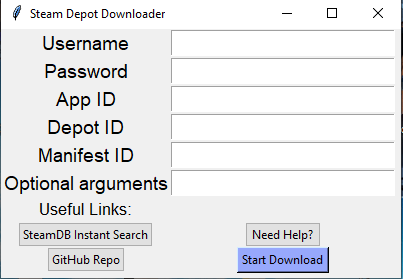 Steam Depot Downloader
Username
Password
App ID
Depot ID
Manifest ID
Optional arguments
Useful Links:
SteamDB Instant Search
Need Help?
GitHub Repo
Start Download